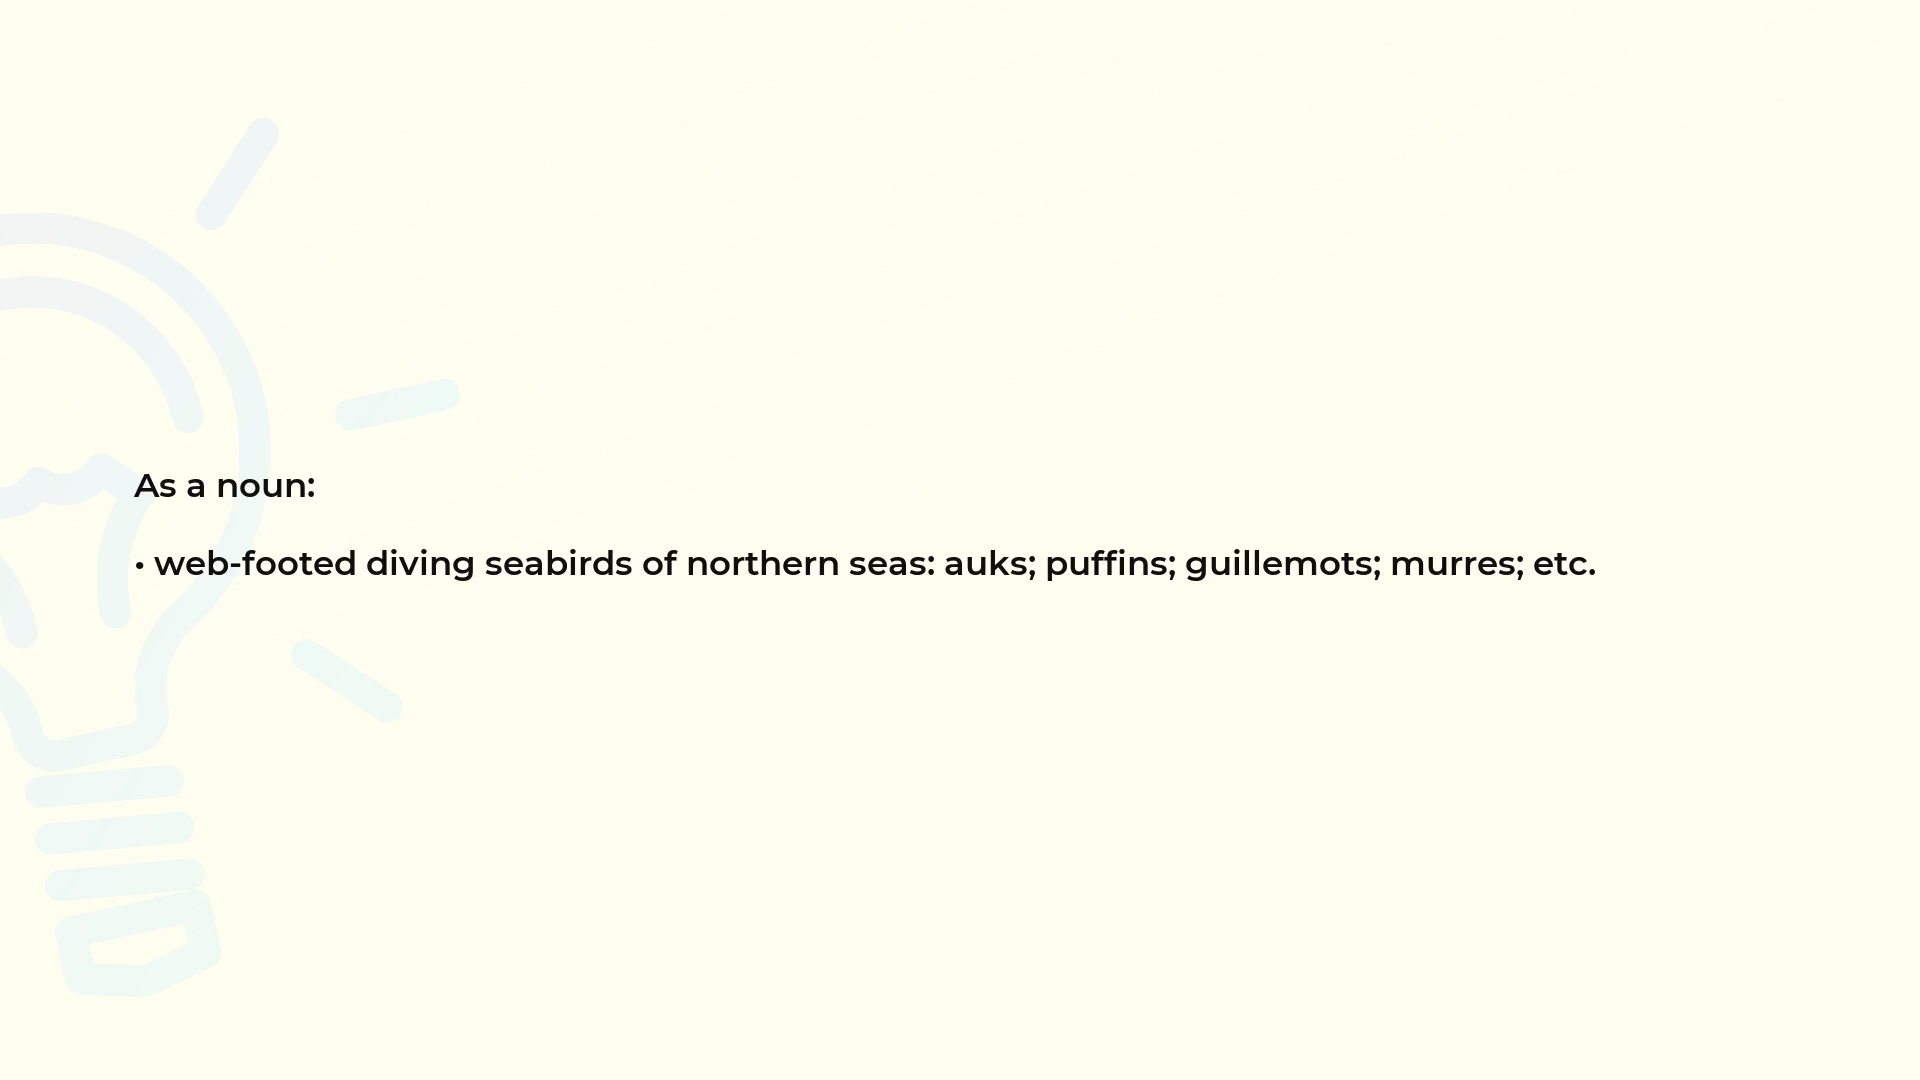 As a noun:
• web-footed diving seabirds of northern seas: auks; puffins; guillemots; murres; etc.